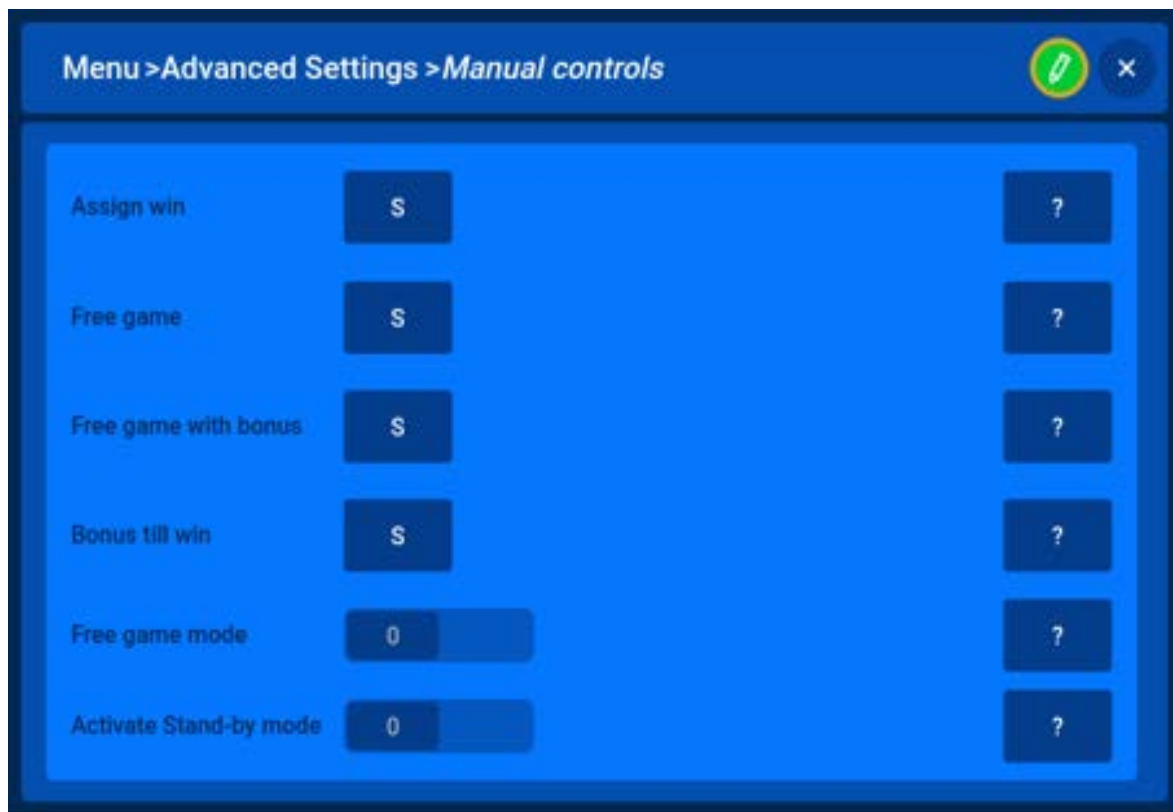 Menu >Advanced Settings >Manual controls ×
Assign win S ?
Free game S ?
Free game with bonus S ?
Bonus till win S ?
Free game mode 0 ?
Activate Stand-by mode 0 ?